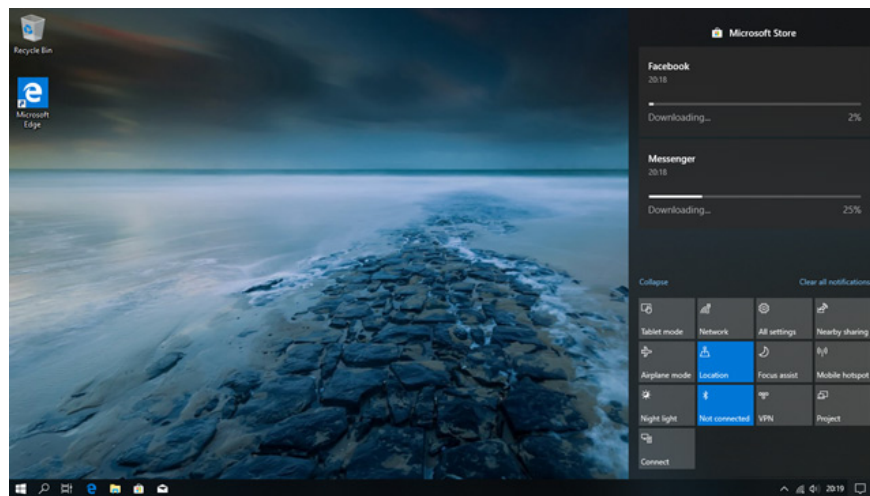 Recycle Bin
Microsoft
Edge
Microsoft Store
Facebook
20:18
Downloading... 2%
Messenger
20:18
Downloading... 25%
Collapse Clear all notifications
Tablet mode Network All settings Nearby sharing
Airplane mode Location Focus assist Mobile hotspot
Night light Not connected VPN Project
Connect
20:19